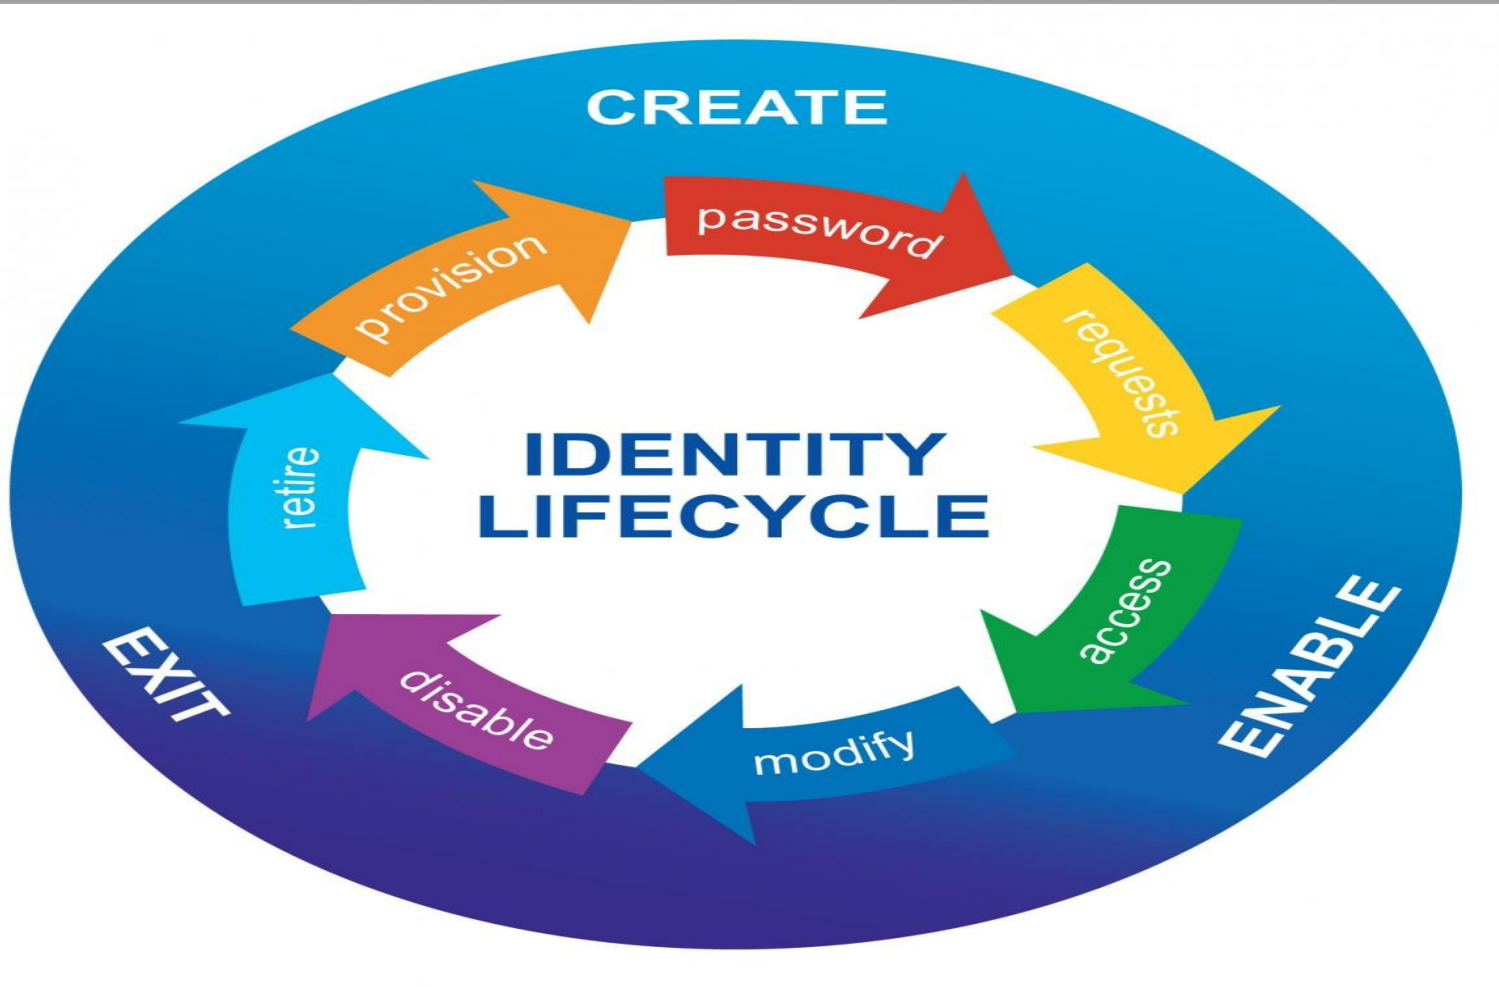 CREATE
provision
password
requests
IDENTITY
LIFECYCLE
retire
access
ENABLE
EXIT
disable
modify